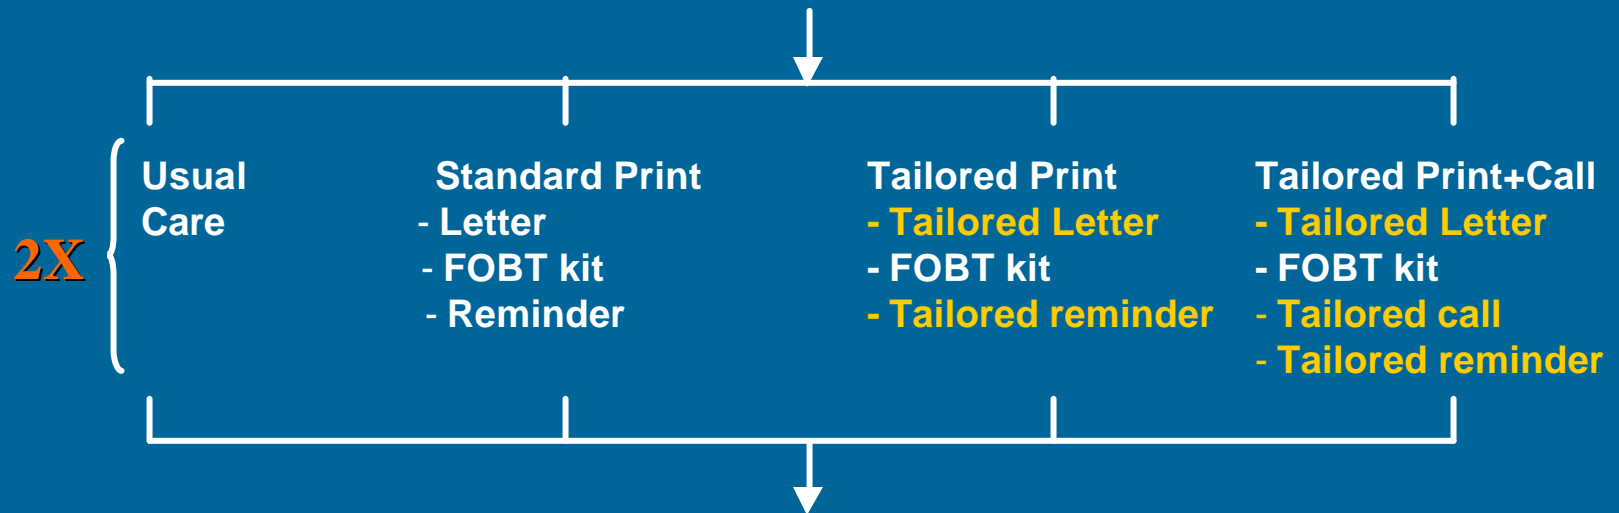 2X
Usual
Care
Standard Print
- Letter
- FOBT kit
- Reminder
Tailored Print
- Tailored Letter
- FOBT kit
- Tailored reminder
Tailored Print+Call
- Tailored Letter
- FOBT kit
- Tailored call
- Tailored reminder